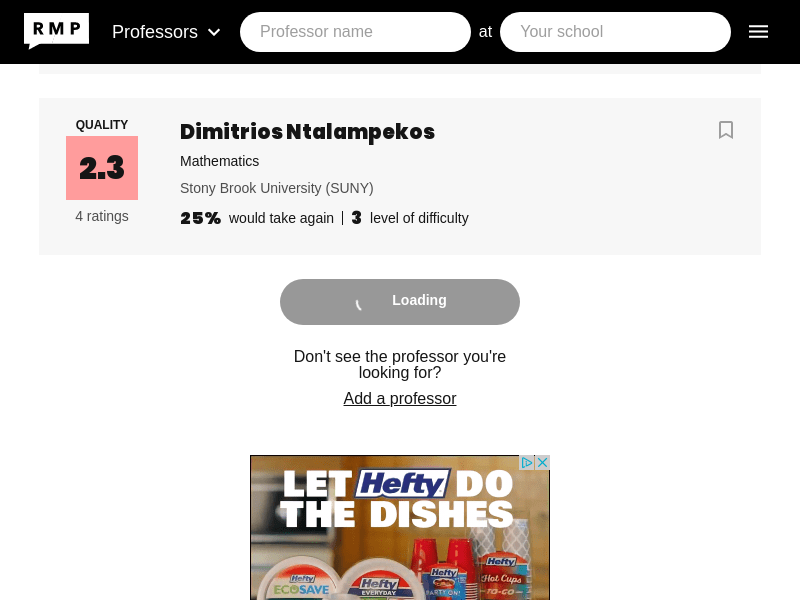 RMP
Professors
Professor name
at
Your school
QUALITY
2.3
4 ratings
Dimitrios Ntalampekos
Mathematics
Stony Brook University (SUNY)
25% would take again
3 level of difficulty
Loading
Don't see the professor you're
looking for?
Add a professor
LET Hefty DO
THE DISHES
Hefty
ECOSAVE
Hefty
EVERYDAY
Hefty
PARTY ON!
Hefty
Hot Cups
TO-GO